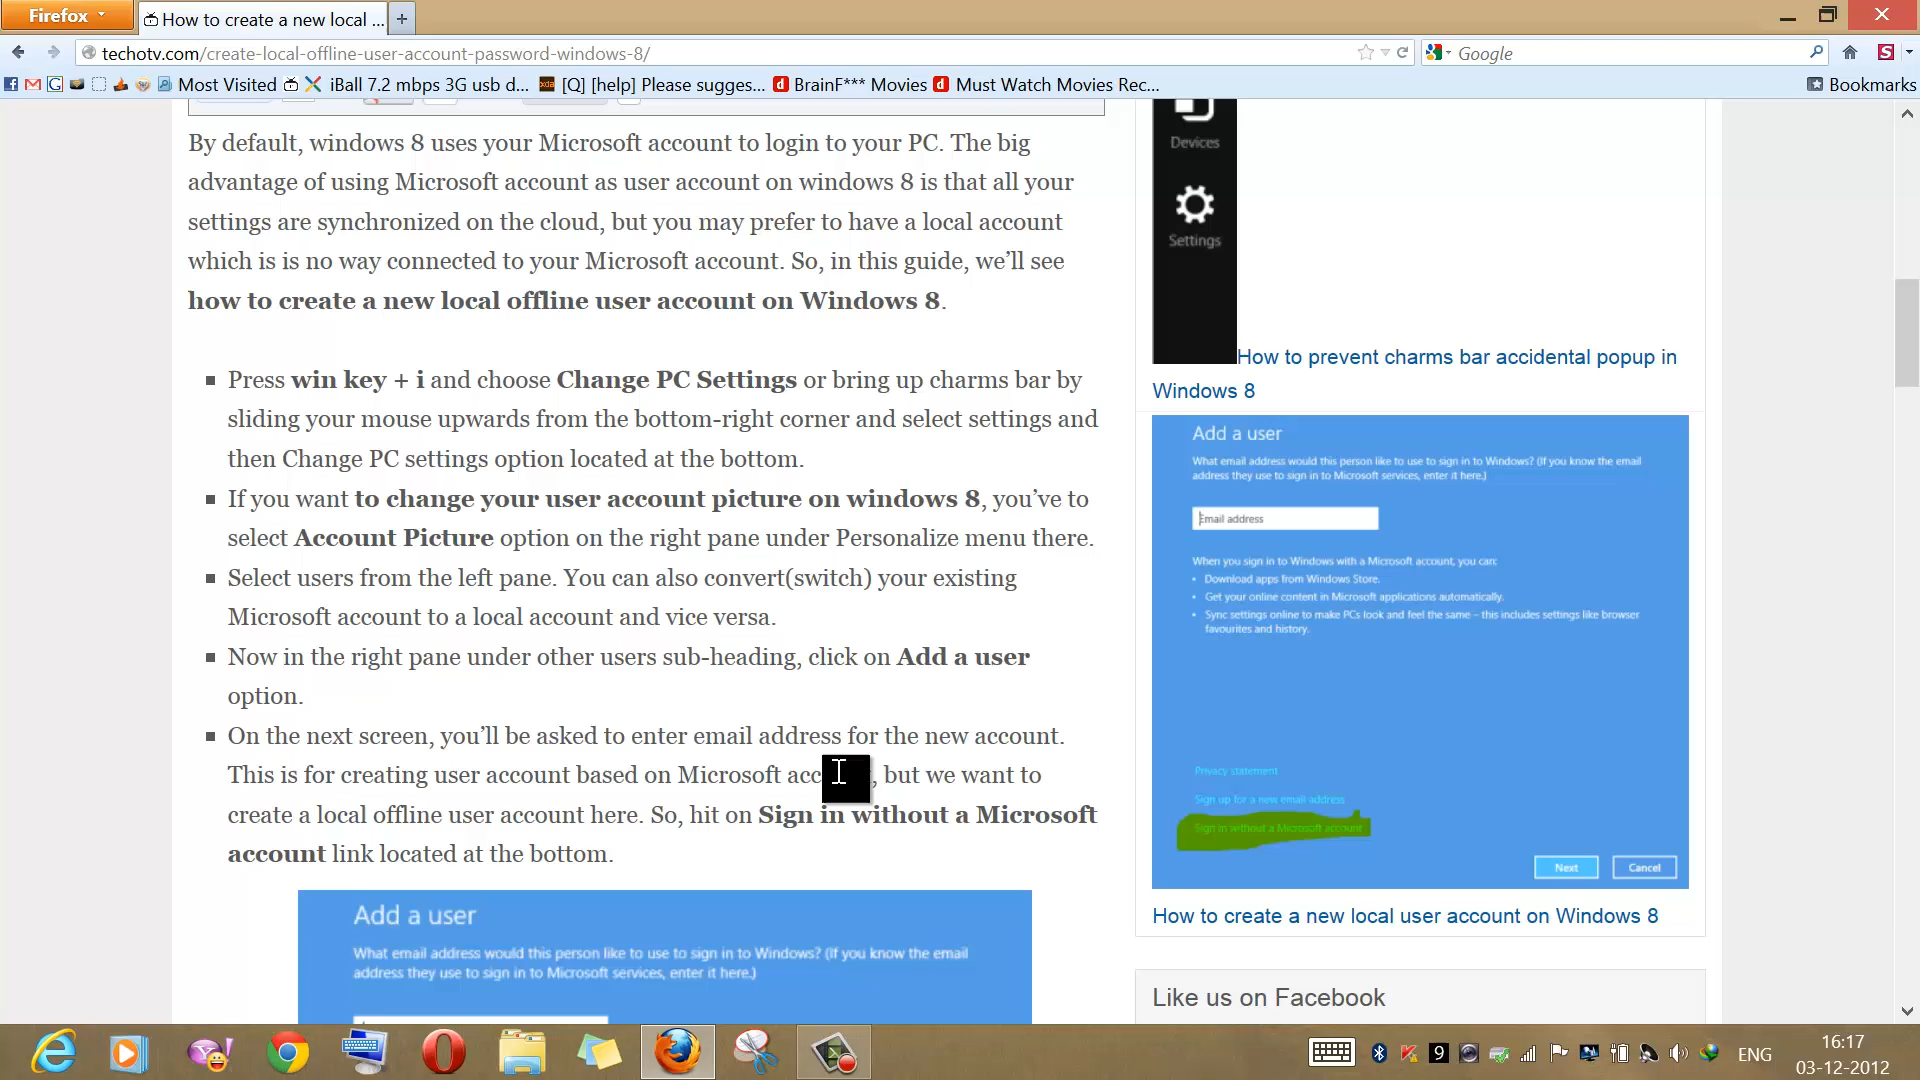 Firefox
How to create a new local ...
+
techotv.com/create-local-offline-user-account-password-windows-8/
Google
Most Visited
iBall 7.2 mbps 3G usb d...
[Q] [help] Please sugges...
BrainF*** Movies
Must Watch Movies Rec...
Bookmarks
By default, windows 8 uses your Microsoft account to login to your PC. The big
advantage of using Microsoft account as user account on windows 8 is that all your
settings are synchronized on the cloud, but you may prefer to have a local account
which is is no way connected to your Microsoft account. So, in this guide, we’ll see
how to create a new local offline user account on Windows 8.
Press win key + i and choose Change PC Settings or bring up charms bar by
sliding your mouse upwards from the bottom-right corner and select settings and
then Change PC settings option located at the bottom.
If you want to change your user account picture on windows 8, you’ve to
select Account Picture option on the right pane under Personalize menu there.
Select users from the left pane. You can also convert(switch) your existing
Microsoft account to a local account and vice versa.
Now in the right pane under other users sub-heading, click on Add a user
option.
On the next screen, you’ll be asked to enter email address for the new account.
This is for creating user account based on Microsoft acc , but we want to
create a local offline user account here. So, hit on Sign in without a Microsoft
account link located at the bottom.
Add a user
What email address would this person like to use to sign in to Windows? (If you know the email
address they use to sign in to Microsoft services, enter it here.)
Devices
Settings
How to prevent charms bar accidental popup in
Windows 8
Add a user
What email address would this person like to use to sign in to Windows? (If you know the email
address they use to sign in to Microsoft services, enter it here.)
Email address
When you sign in to Windows with a Microsoft account, you can:
• Download apps from Windows Store.
• Get your online content in Microsoft applications automatically.
• Sync settings online to make PCs look and feel the same – this includes settings like browser
favourites and history.
Privacy statement
Sign up for a new email address
Sign in without a Microsoft account
Next
Cancel
How to create a new local user account on Windows 8
Like us on Facebook
9
ENG
16:17
03-12-2012